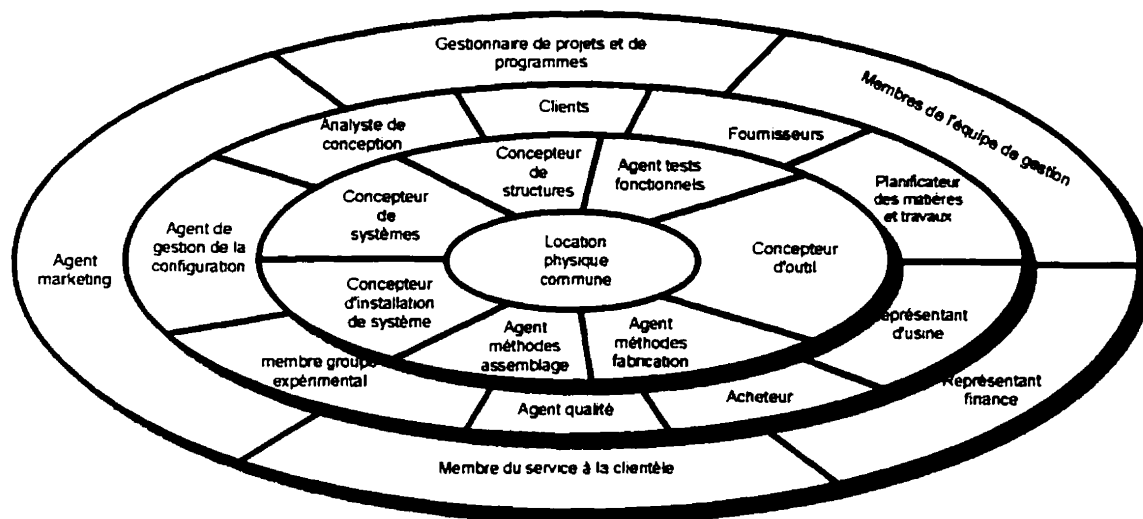 Gestionnaire de projets et de
programmes
Membres de l'équipe de gestion
Clients
Analyste de
conception
Fournisseurs
Concepteur
de
structures
Agent tests
fonctionnels
Planificateur
des matières
et travaux
Concepteur
de
systèmes
Agent de
gestion de la
configuration
Agent
marketing
Location
physique
commune
Concepteur
d'outil
Concepteur
d'installation
de système
Agent
méthodes
assemblage
Agent
méthodes
fabrication
eprésentant
d'usine
membre groupe
expérimental
Représentant
finance
Agent qualité
Acheteur
Membre du service à la clientèle